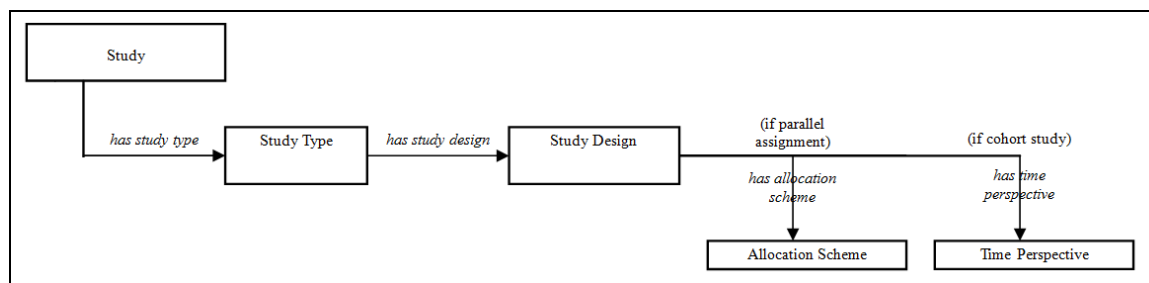 Study
has study type
Study Type
has study design
Study Design
(if parallel
assignment)
(if cohort study)
has allocation
scheme
has time
perspective
Allocation Scheme
Time Perspective